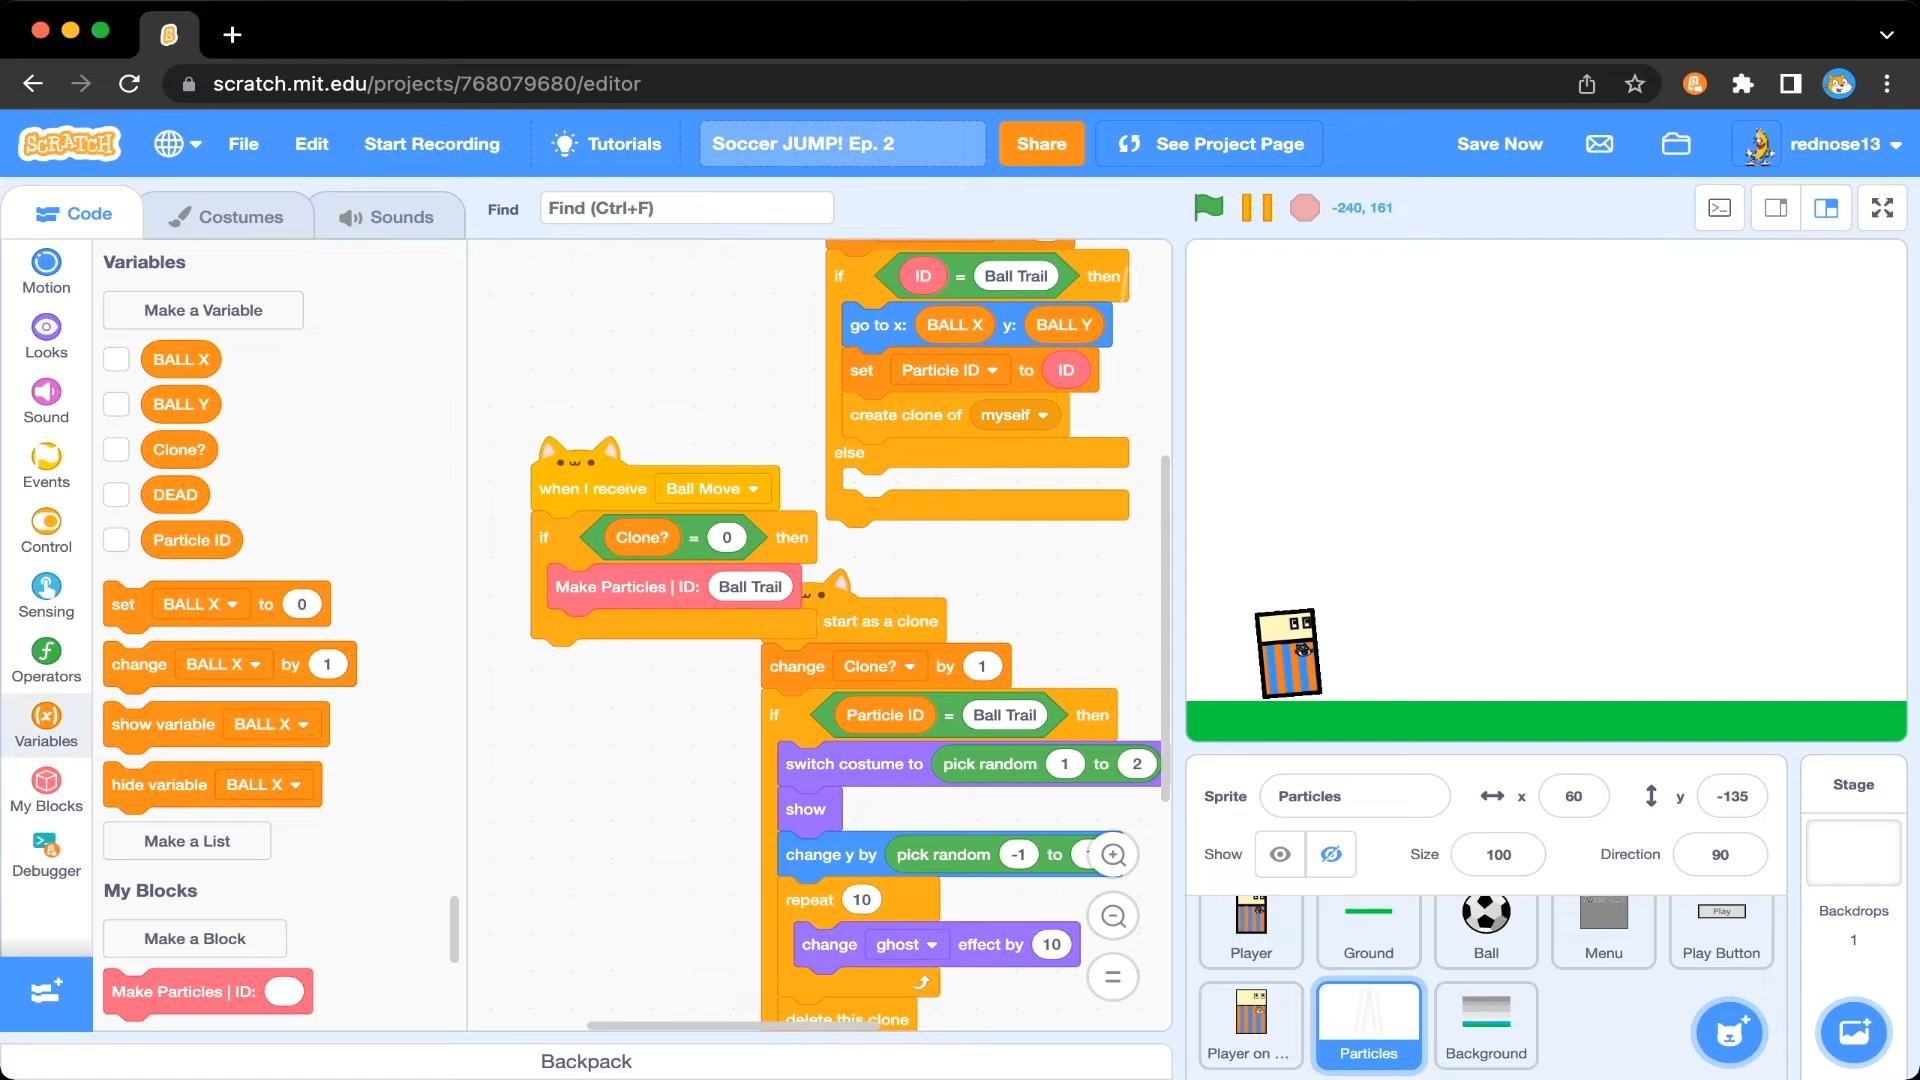 scratch.mit.edu/projects/768079680/editor
SCRATCH
File
Edit
Start Recording
Tutorials
Soccer JUMP! Ep. 2
Share
See Project Page
Save Now
rednose13
Code
Costumes
Sounds
Find
Find (Ctrl+F)
-240, 161
Motion
Looks
Sound
Events
Control
Sensing
Operators
Variables
My Blocks
Debugger
Variables
Make a Variable
BALL X
BALL Y
Clone?
DEAD
Particle ID
set BALL X to 0
change BALL X by 1
show variable BALL X
hide variable BALL X
Make a List
My Blocks
Make a Block
Make Particles | ID:
if ID = Ball Trail then
go to x: BALL X y: BALL Y
set Particle ID to ID
create clone of myself
else
when I receive Ball Move
if Clone? = 0 then
Make Particles | ID: Ball Trail
start as a clone
change Clone? by 1
if Particle ID = Ball Trail then
switch costume to pick random 1 to 2
show
change y by pick random -1 to
repeat 10
change ghost effect by 10
delete this clone
Backpack
Sprite Particles x 60 y -135
Show Size 100 Direction 90
Player
Ground
Ball
Menu
Play
Play Button
Player on ...
Particles
Background
Stage
Backdrops
1